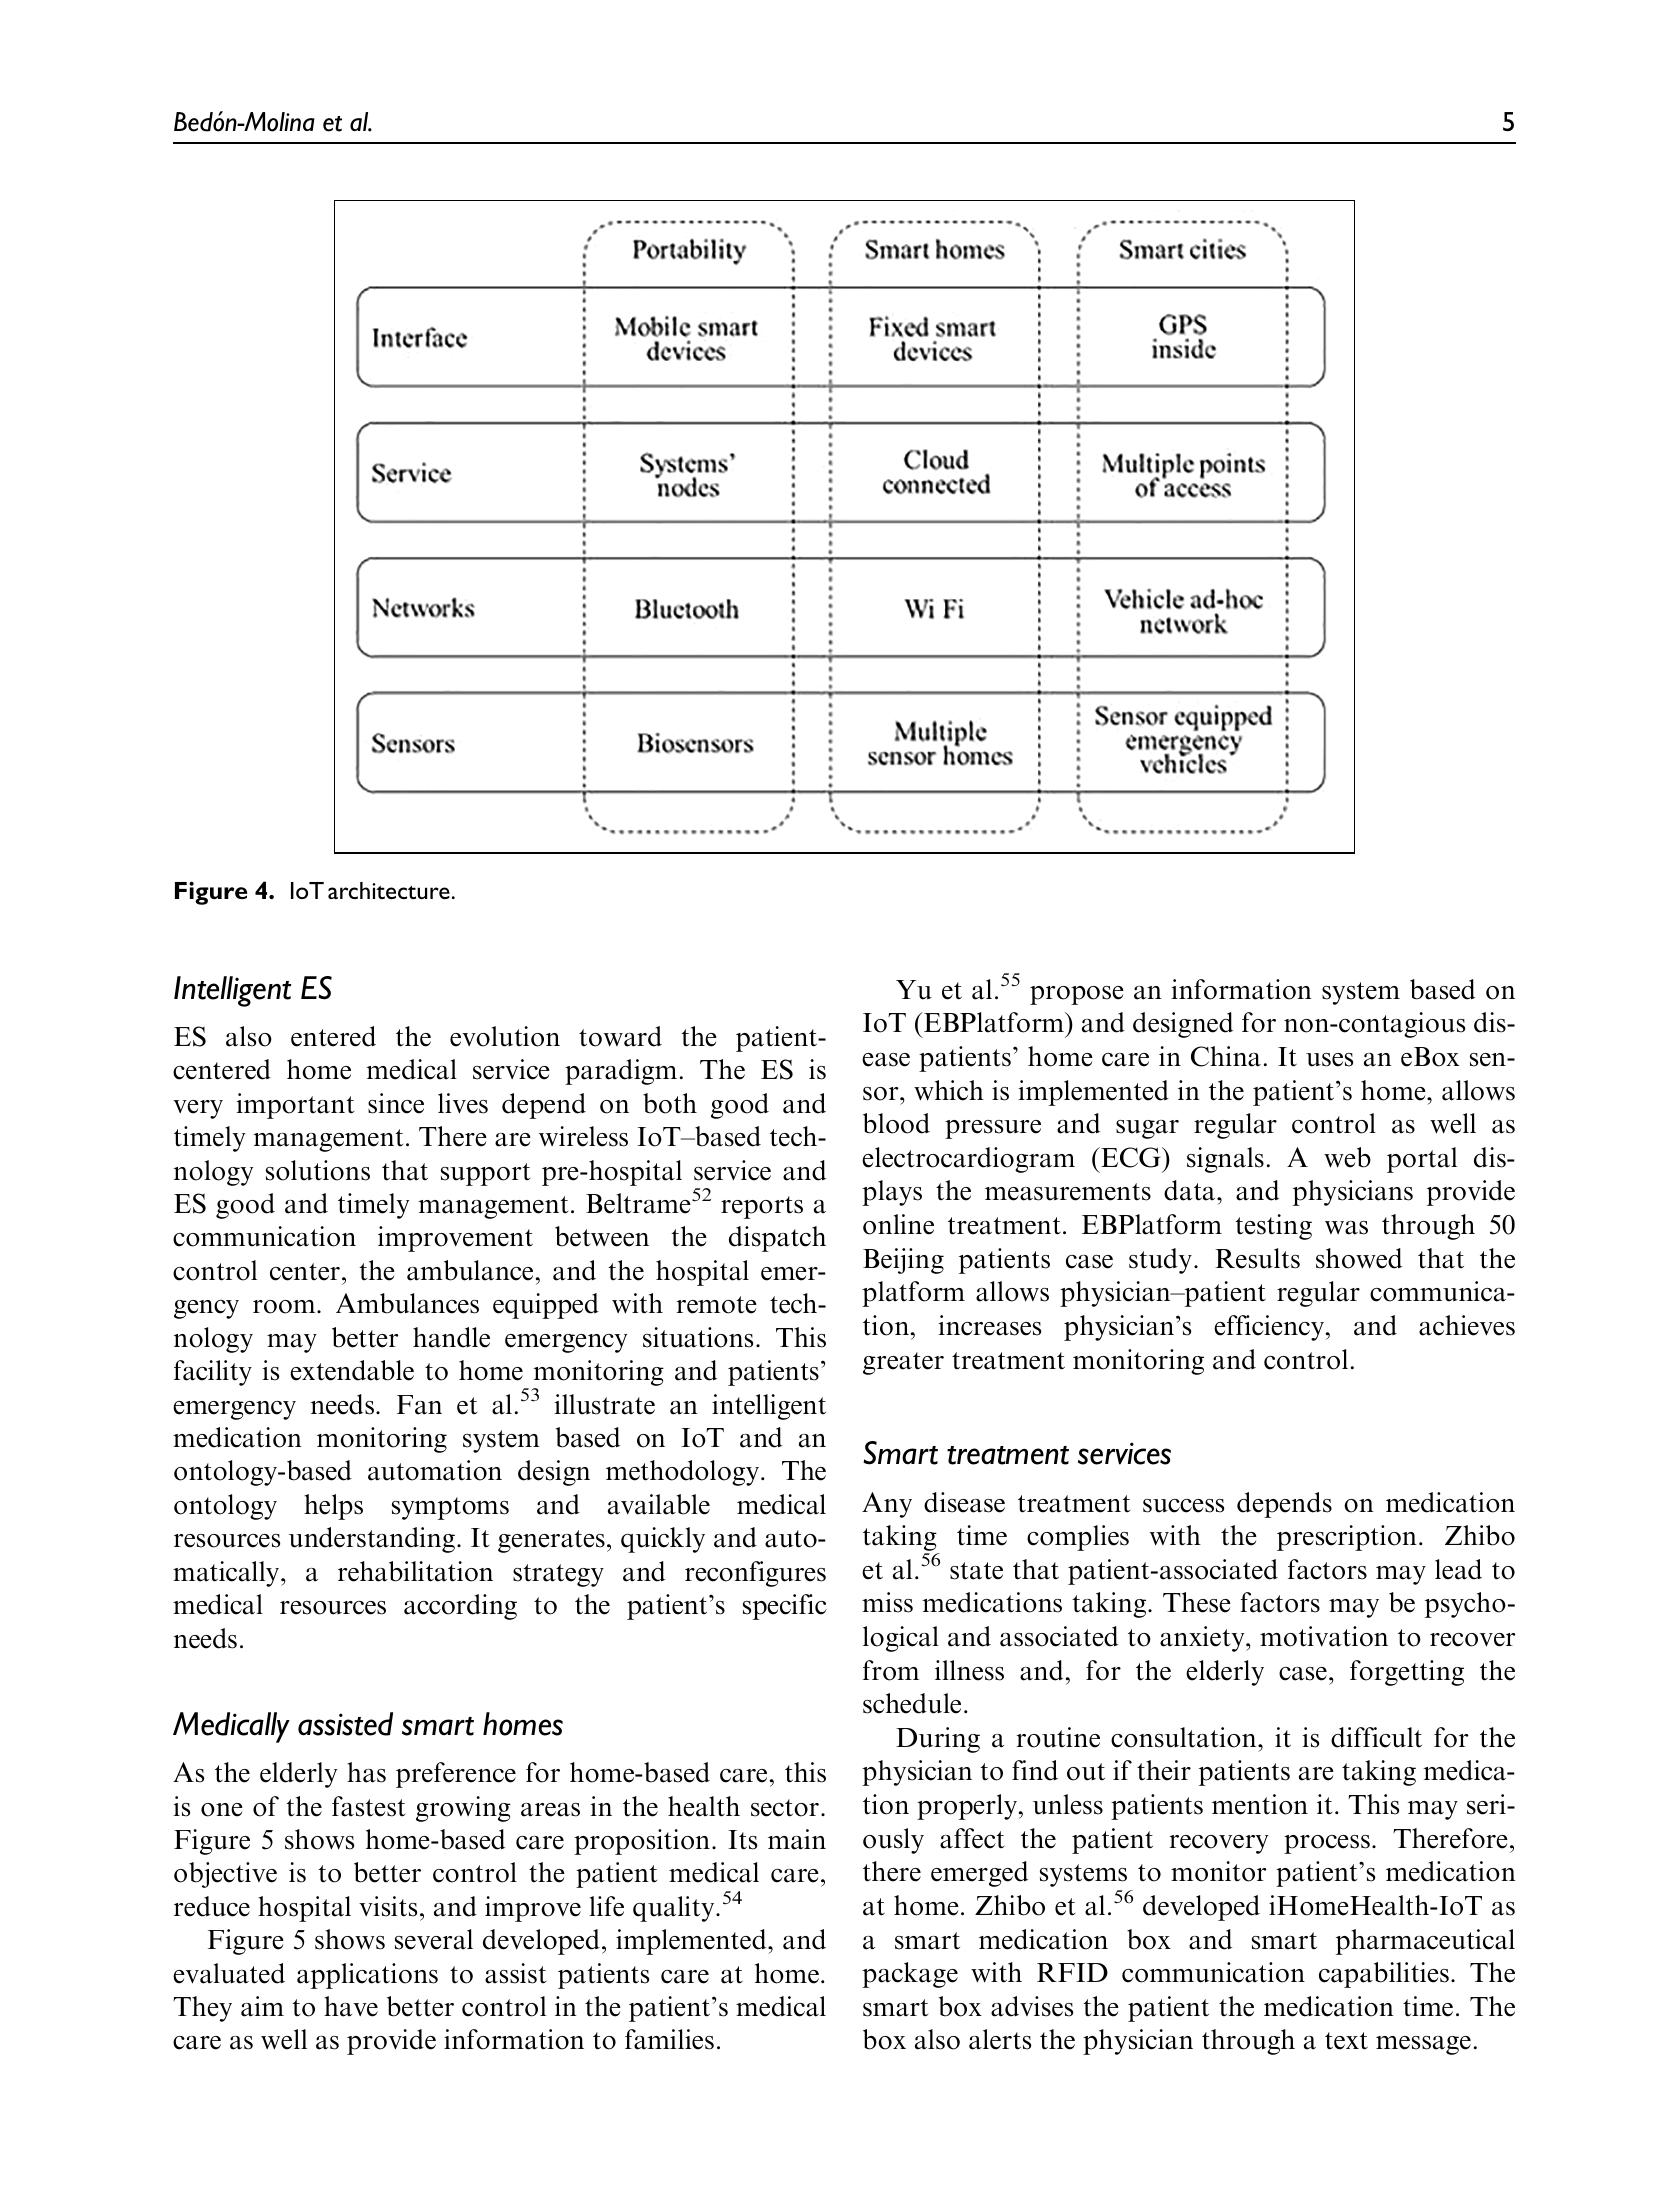 Bedón-Molina et al. 5
Portability Smart homes Smart cities
Interface Mobile smart devices Fixed smart devices GPS inside
Service Systems' nodes Cloud connected Multiple points of access
Networks Bluetooth Wi Fi Vehicle ad-hoc network
Sensors Biosensors Multiple sensor homes Sensor equipped emergency vehicles
Figure 4. IoT architecture.
Intelligent ES
ES also entered the evolution toward the patient-
centered home medical service paradigm. The ES is
very important since lives depend on both good and
timely management. There are wireless IoT–based tech-
nology solutions that support pre-hospital service and
ES good and timely management. Beltrame52 reports a
communication improvement between the dispatch
control center, the ambulance, and the hospital emer-
gency room. Ambulances equipped with remote tech-
nology may better handle emergency situations. This
facility is extendable to home monitoring and patients'
emergency needs. Fan et al.53 illustrate an intelligent
medication monitoring system based on IoT and an
ontology-based automation design methodology. The
ontology helps symptoms and available medical
resources understanding. It generates, quickly and auto-
matically, a rehabilitation strategy and reconfigures
medical resources according to the patient's specific
needs.
Medically assisted smart homes
As the elderly has preference for home-based care, this
is one of the fastest growing areas in the health sector.
Figure 5 shows home-based care proposition. Its main
objective is to better control the patient medical care,
reduce hospital visits, and improve life quality.54
Figure 5 shows several developed, implemented, and
evaluated applications to assist patients care at home.
They aim to have better control in the patient's medical
care as well as provide information to families.
Yu et al.55 propose an information system based on
IoT (EBPlatform) and designed for non-contagious dis-
ease patients' home care in China. It uses an eBox sen-
sor, which is implemented in the patient's home, allows
blood pressure and sugar regular control as well as
electrocardiogram (ECG) signals. A web portal dis-
plays the measurements data, and physicians provide
online treatment. EBPlatform testing was through 50
Beijing patients case study. Results showed that the
platform allows physician–patient regular communica-
tion, increases physician's efficiency, and achieves
greater treatment monitoring and control.
Smart treatment services
Any disease treatment success depends on medication
taking time complies with the prescription. Zhibo
et al.56 state that patient-associated factors may lead to
miss medications taking. These factors may be psycho-
logical and associated to anxiety, motivation to recover
from illness and, for the elderly case, forgetting the
schedule.
During a routine consultation, it is difficult for the
physician to find out if their patients are taking medica-
tion properly, unless patients mention it. This may seri-
ously affect the patient recovery process. Therefore,
there emerged systems to monitor patient's medication
at home. Zhibo et al.56 developed iHomeHealth-IoT as
a smart medication box and smart pharmaceutical
package with RFID communication capabilities. The
smart box advises the patient the medication time. The
box also alerts the physician through a text message.